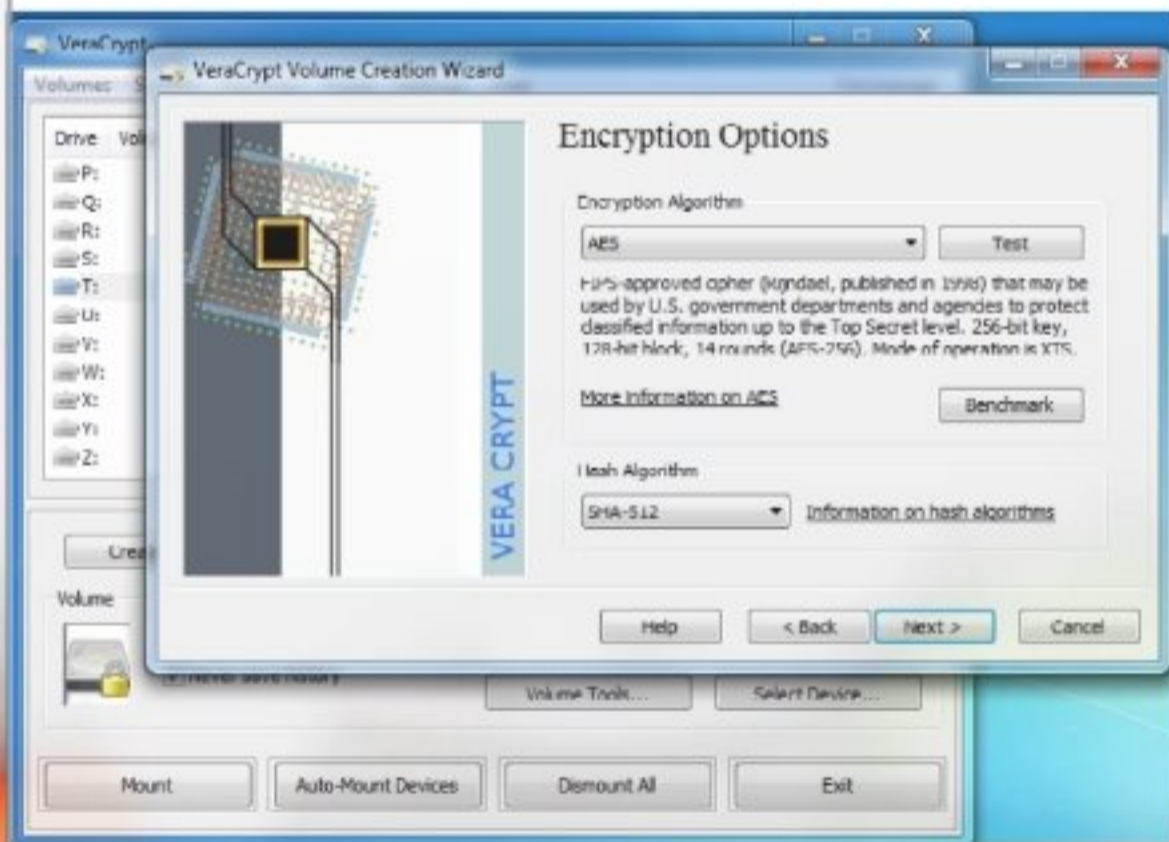 VeraCrypt
VeraCrypt Volume Creation Wizard
Volumes
Drive
P:
Q:
R:
S:
T:
U:
V:
W:
X:
Y:
Z:
VERA CRYPT
Encryption Options
Encryption Algorithm
AES Test
FIPS-approved cipher (Rijndael, published in 1998) that may be
used by U.S. government departments and agencies to protect
classified information up to the Top Secret level. 256-bit key,
128-bit block, 14 rounds (AES-256). Mode of operation is XTS.
More information on AES Benchmark
Hash Algorithm
SHA-512 Information on hash algorithms
Help < Back Next > Cancel
Volume
Never save history
Volume Tools... Select Device...
Mount Auto-Mount Devices Dismount All Exit